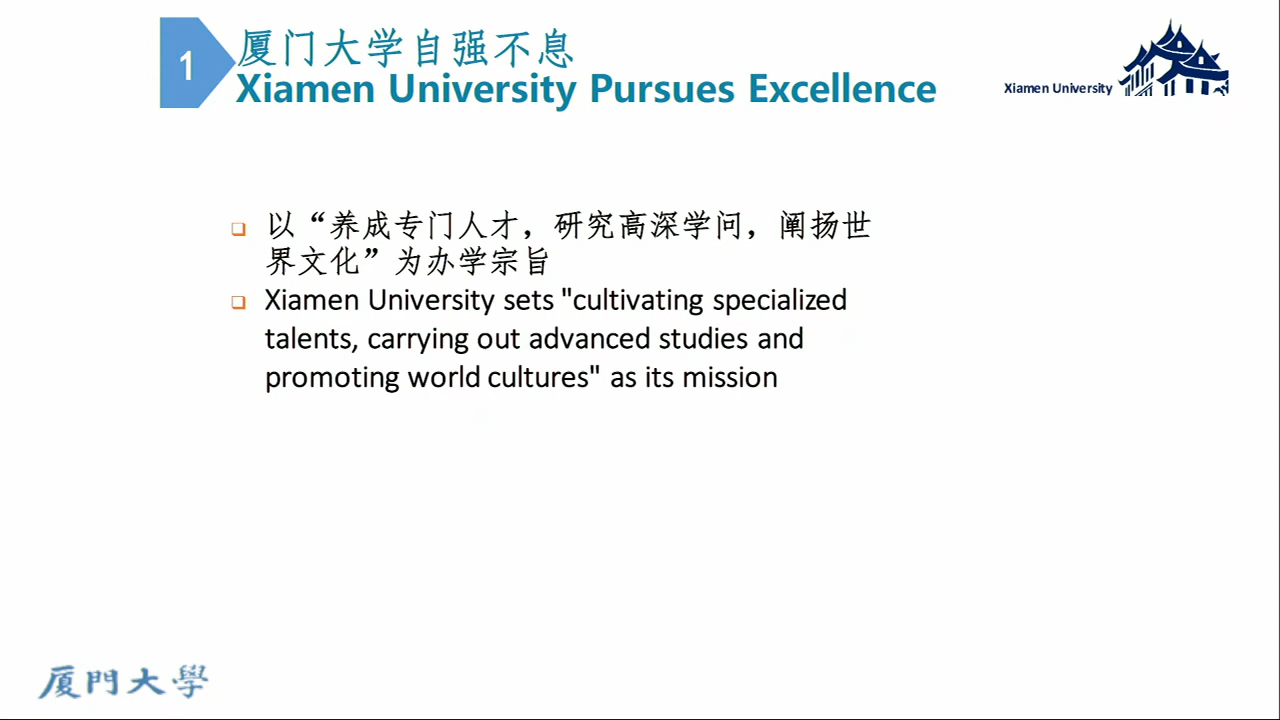 1
厦门大学自强不息
Xiamen University Pursues Excellence
Xiamen University
以“养成专门人才，研究高深学问，阐扬世
界文化”为办学宗旨
Xiamen University sets "cultivating specialized
talents, carrying out advanced studies and
promoting world cultures" as its mission
厦門大學